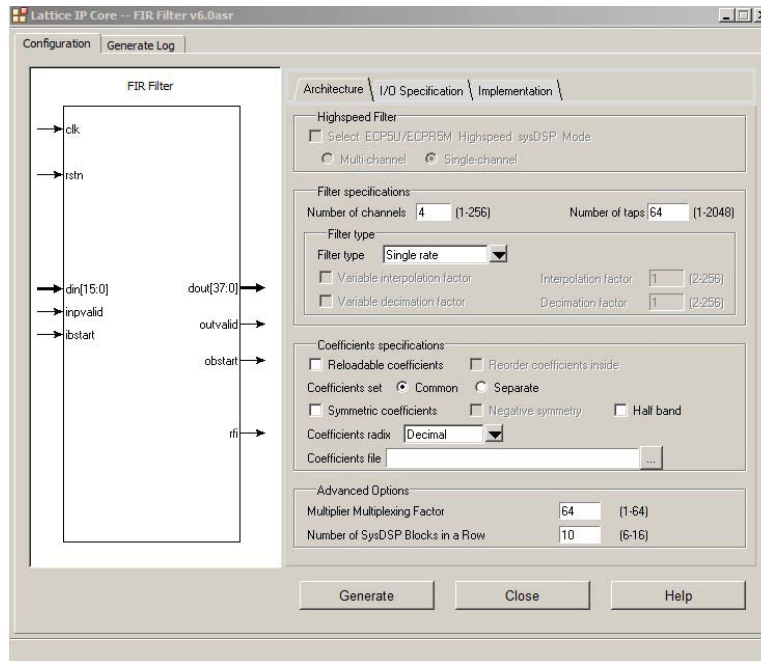 Lattice IP Core -- FIR Filter v6.0asr
Configuration Generate Log
FIR Filter
clk
rstn
din[15:0] dout[37:0]
inpvalid
outvalid
ibstart
obstart
rfi
Architecture I/O Specification Implementation
Highspeed Filter
Select ECP5U/ECPR5M Highspeed sysDSP Mode
Multi-channel Single-channel
Filter specifications
Number of channels 4 (1-256) Number of taps 64 (1-2048)
Filter type
Filter type Single rate
Variable interpolation factor Interpolation factor 1 (2-256)
Variable decimation factor Decimation factor 1 (2-256)
Coefficients specifications
Reloadable coefficients Reorder coefficients inside
Coefficients set Common Separate
Symmetric coefficients Negative symmetry Half band
Coefficients radix Decimal
Coefficients file ...
Advanced Options
Multiplier Multiplexing Factor 64 (1-64)
Number of SysDSP Blocks in a Row 10 (6-16)
Generate Close Help